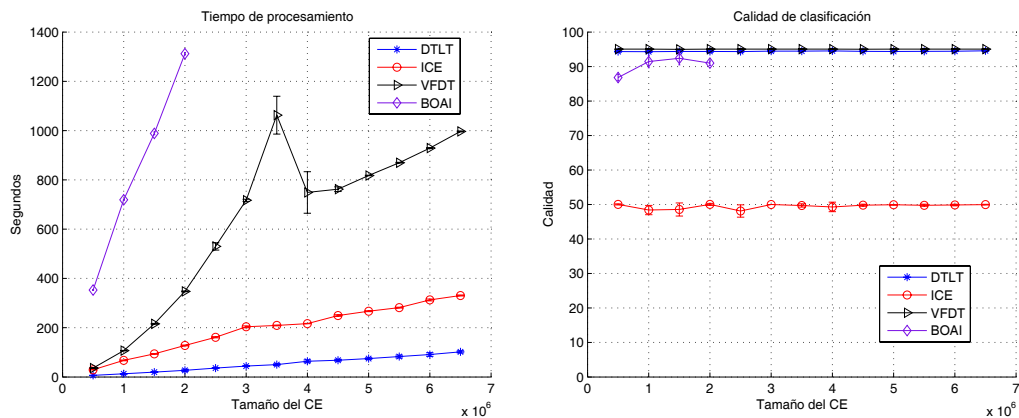 Tiempo de procesamiento
1400
1200
1000
800
600
400
200
0
Segundos
0 1 2 3 4 5 6 7
Tamaño del CE
x 10^6
DTLT
ICE
VFDT
BOAI
Calidad de clasificación
100
90
80
70
60
50
40
30
20
10
0
Calidad
0 1 2 3 4 5 6 7
Tamaño del CE
x 10^6
DTLT
ICE
VFDT
BOAI